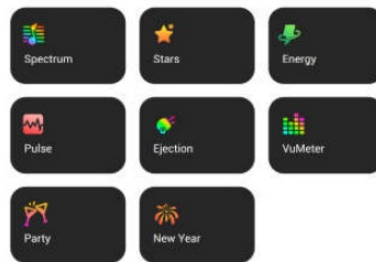 Spectrum
Stars
Energy
Pulse
Ejection
VuMeter
Party
New Year